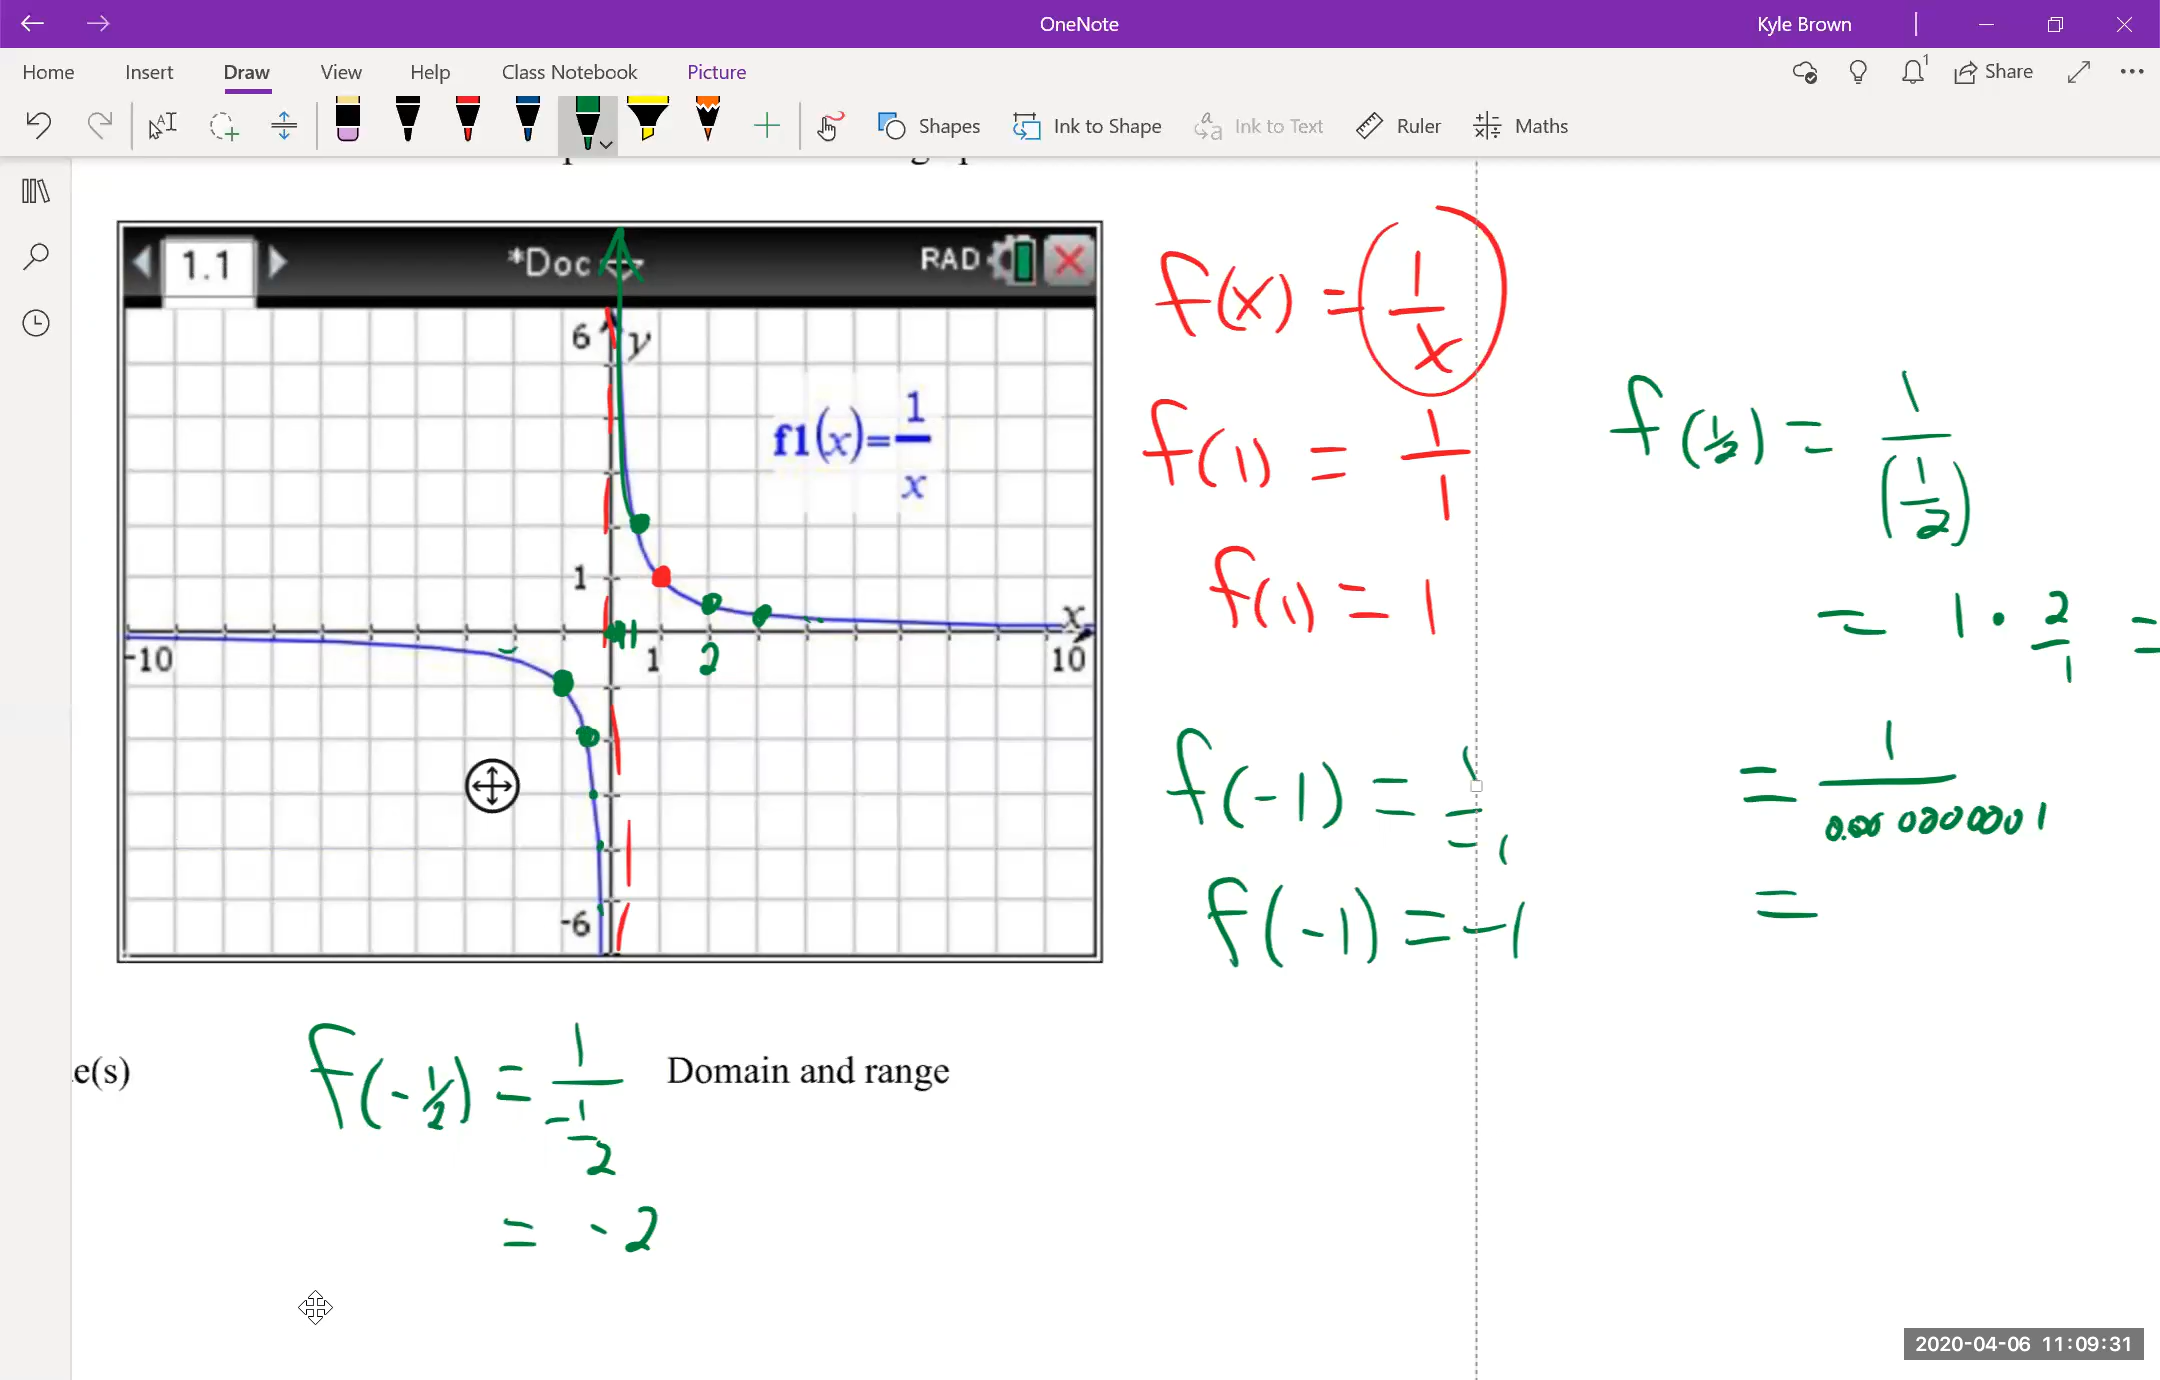 OneNote
Kyle Brown
Home Insert Draw View Help Class Notebook Picture
1 Share
Shapes Ink to Shape Ink to Text Ruler Maths
1.1 *Doc RAD
6 y
f1(x)=1/x
1
x
-10 1 2 10
-6
f(x) = 1/x
f(1) = 1/1
f(1) = 1
f(-1) = 1/-1
f(-1) = -1
f(1/2) = 1/(1/2)
= 1 · 2/1 =
= 1/0.0000000001
=
e(s)
f(-1/2) = 1/-1/2
= -2
Domain and range
2020-04-06 11:09:31